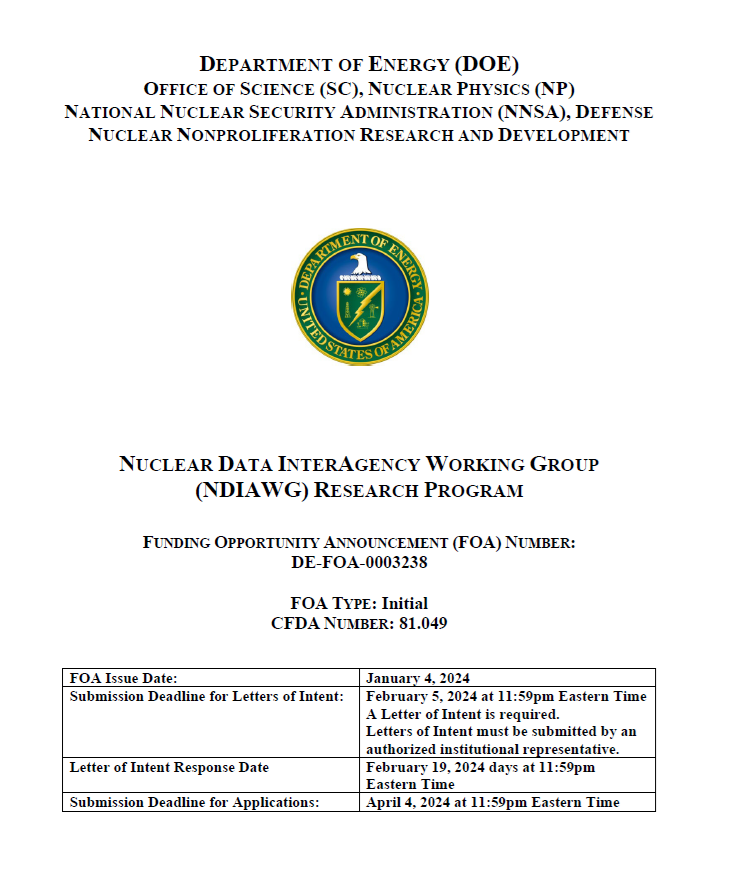 DEPARTMENT OF ENERGY (DOE)
OFFICE OF SCIENCE (SC), NUCLEAR PHYSICS (NP)
NATIONAL NUCLEAR SECURITY ADMINISTRATION (NNSA), DEFENSE
NUCLEAR NONPROLIFERATION RESEARCH AND DEVELOPMENT
DEPARTMENT OF ENERGY
UNITED STATES OF AMERICA
NUCLEAR DATA INTERAGENCY WORKING GROUP
(NDIAWG) RESEARCH PROGRAM
FUNDING OPPORTUNITY ANNOUNCEMENT (FOA) NUMBER:
DE-FOA-0003238
FOA TYPE: Initial
CFDA NUMBER: 81.049
FOA Issue Date: January 4, 2024
Submission Deadline for Letters of Intent: February 5, 2024 at 11:59pm Eastern Time
A Letter of Intent is required.
Letters of Intent must be submitted by an
authorized institutional representative.
Letter of Intent Response Date February 19, 2024 days at 11:59pm
Eastern Time
Submission Deadline for Applications: April 4, 2024 at 11:59pm Eastern Time